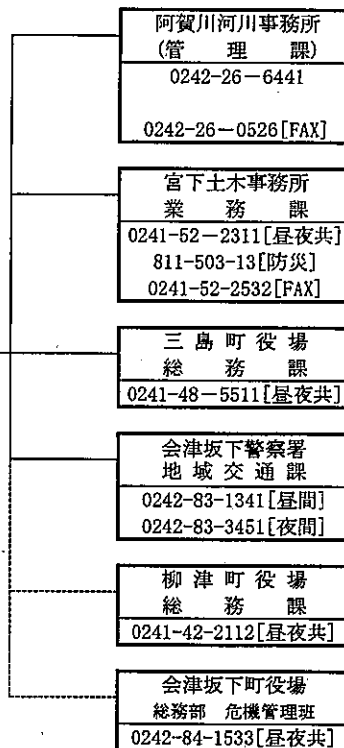 阿賀川河川事務所
(管理課)
0242-26-6441
0242-26-0526[FAX]
宮下土木事務所
業務課
0241-52-2311[昼夜共]
811-503-13[防災]
0241-52-2532[FAX]
三島町役場
総務課
0241-48-5511[昼夜共]
会津坂下警察署
地域交通課
0242-83-1341[昼間]
0242-83-3451[夜間]
柳津町役場
総務課
0241-42-2112[昼夜共]
会津坂下町役場
総務部 危機管理班
0242-84-1533[昼夜共]